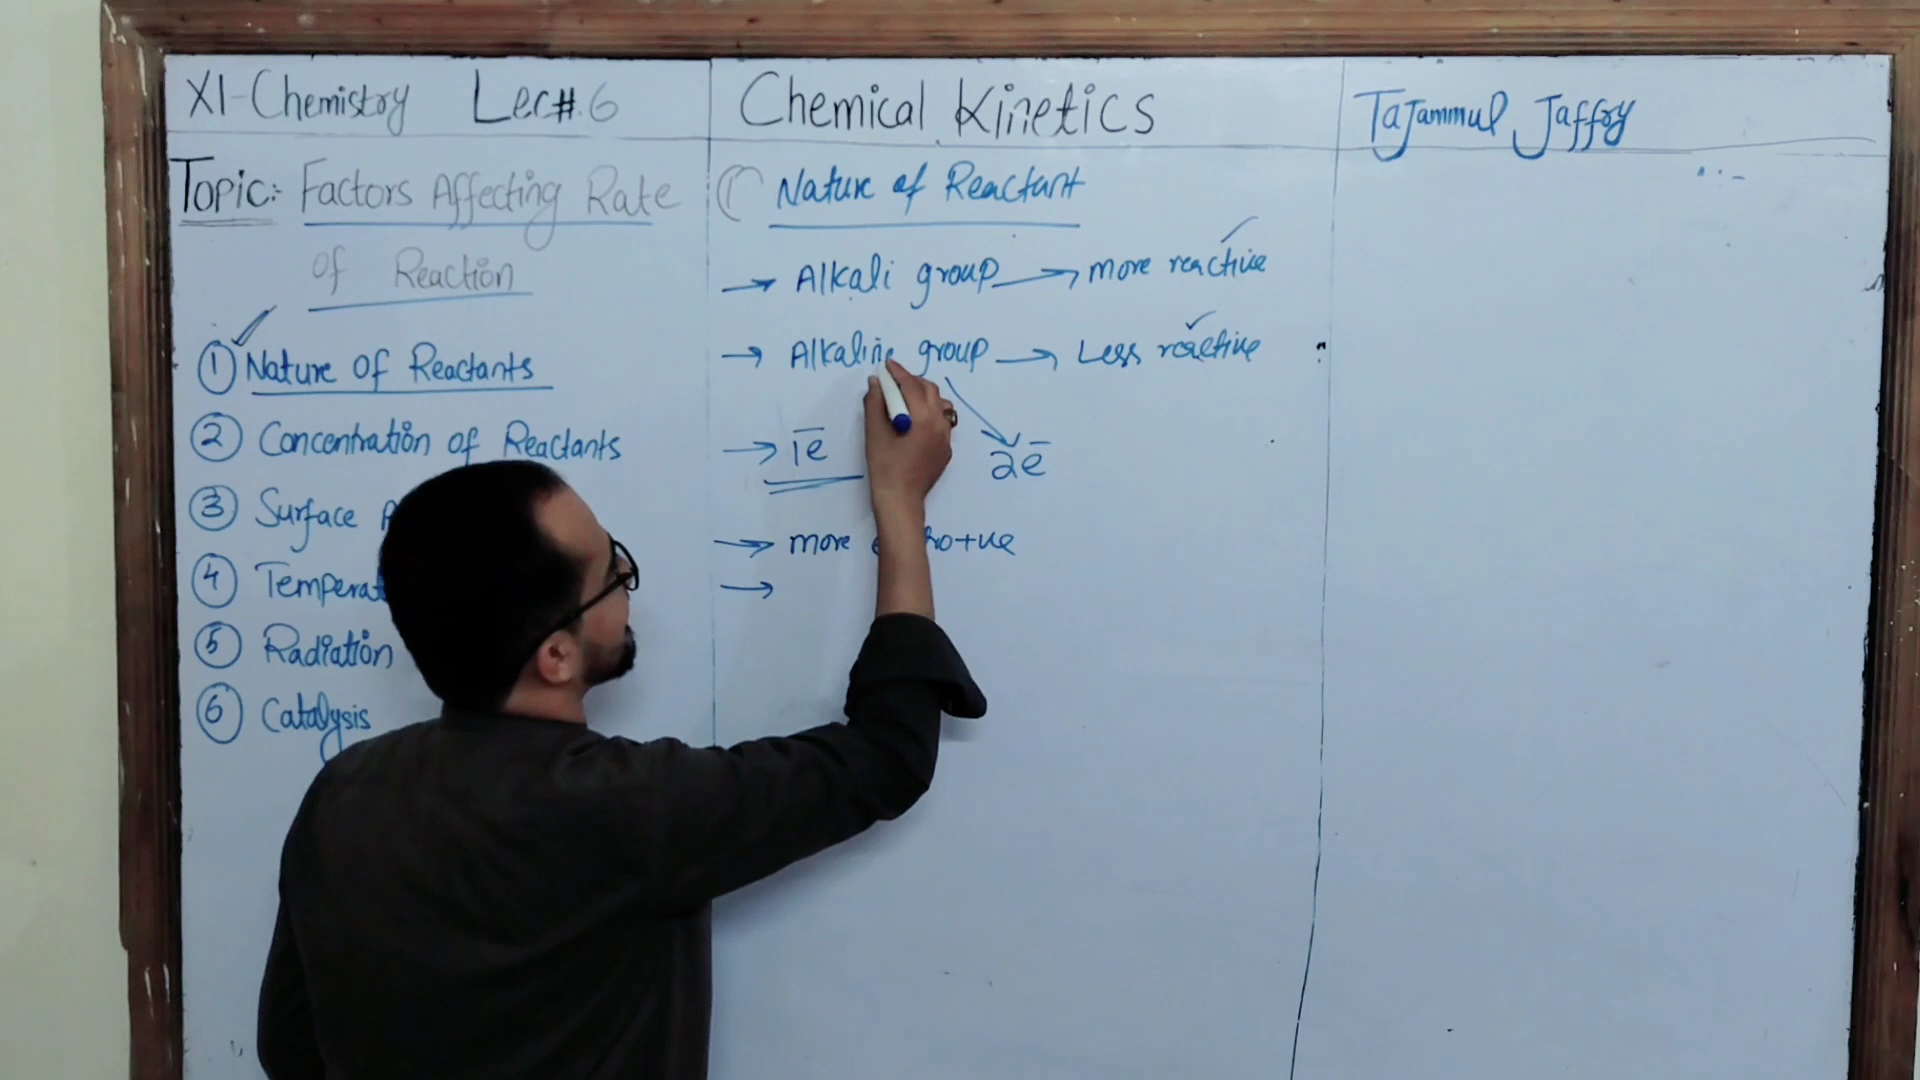 XI-Chemistry Lec#.6
Chemical Kinetics
Tajammul Jaffry
Topic:- Factors Affecting Rate
of Reaction
① Nature of Reactants
② Concentration of Reactants
③ Surface
④
⑤ Radiation
⑥ Catalysis
① Nature of Reactant
→ Alkali group → more reactive ✓
→ Alkaline group → Less reactive ✓
→ 1e̅ 2e̅
→ more +ve
→